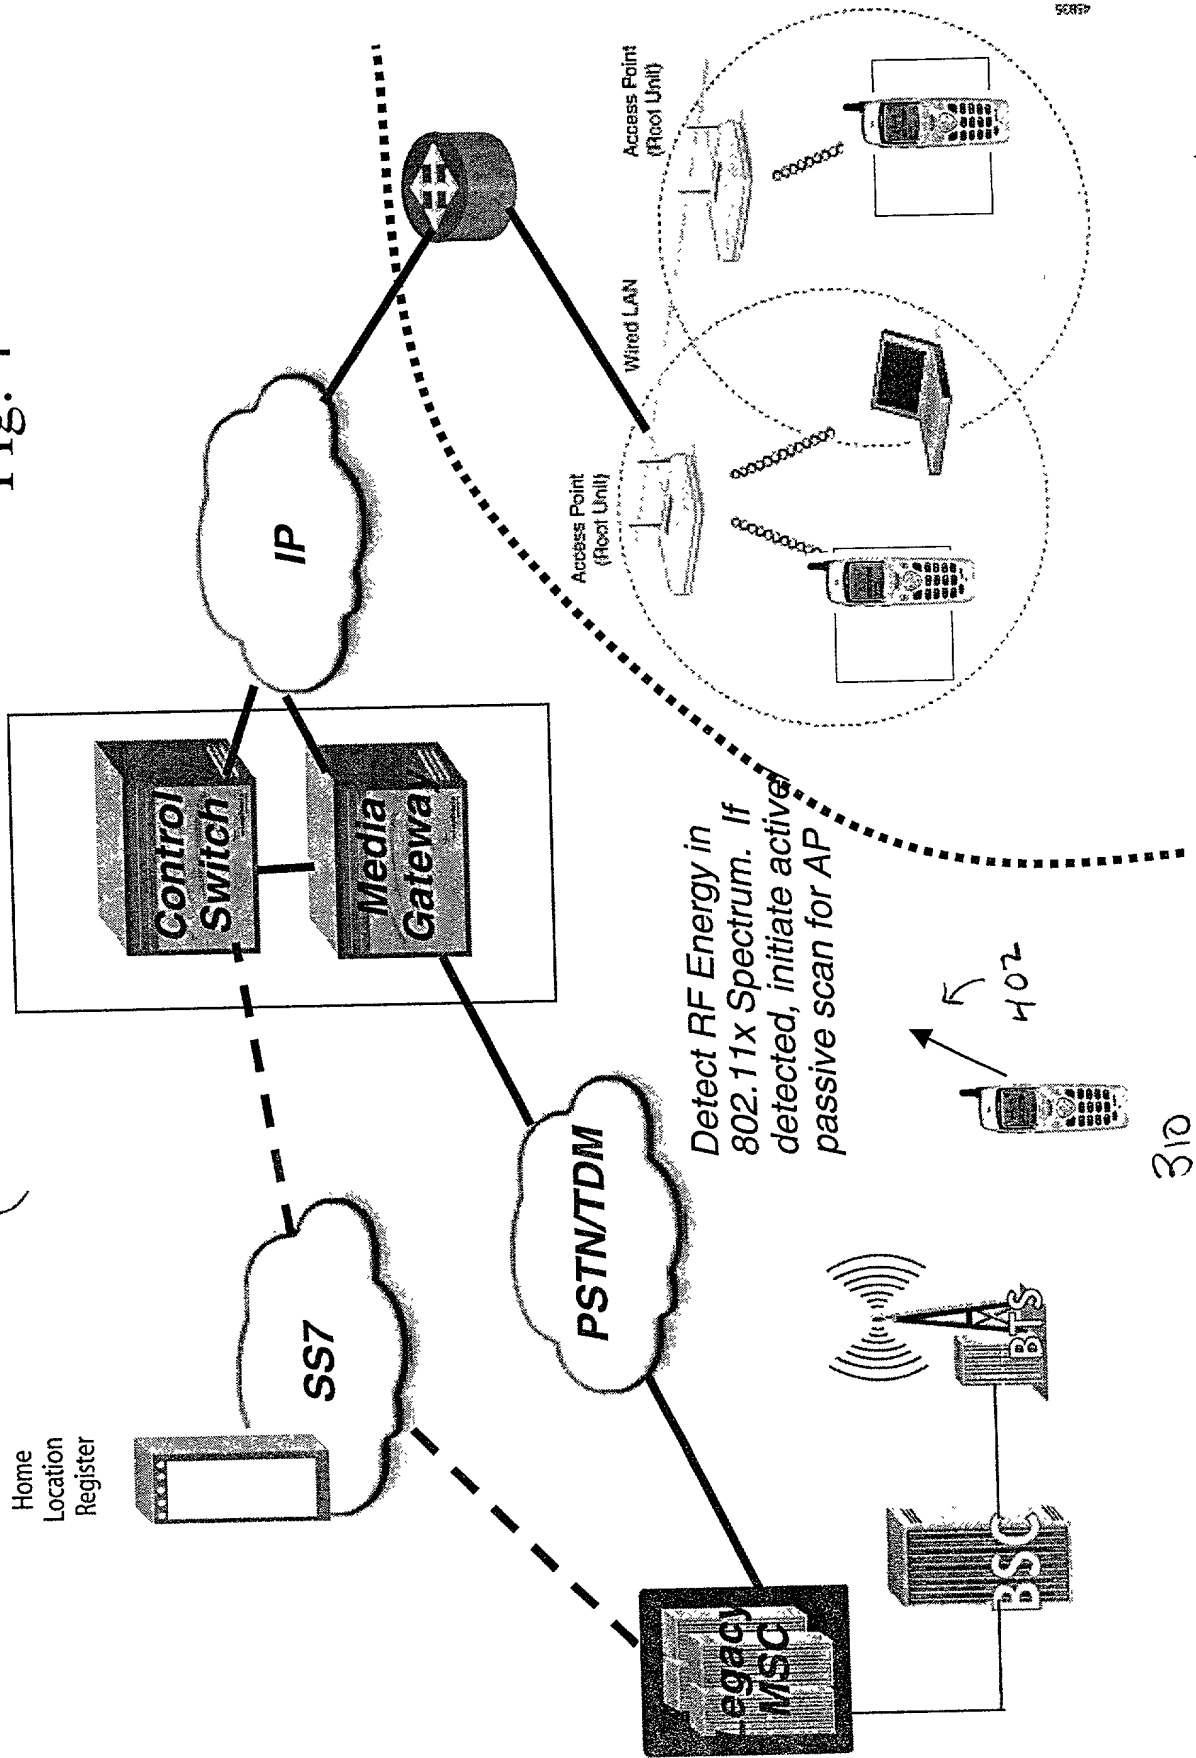 Home
Location
Register
SS7
Control
Switch
Media
Gateway
IP
PSTN/TDM
Legacy
MSC
BSC
BTS
Detect RF Energy in
802.11x Spectrum. If
detected, initiate active
passive scan for AP
402
310
Access Point
(Root Unit)
Wired LAN
Access Point
(Root Unit)
45835